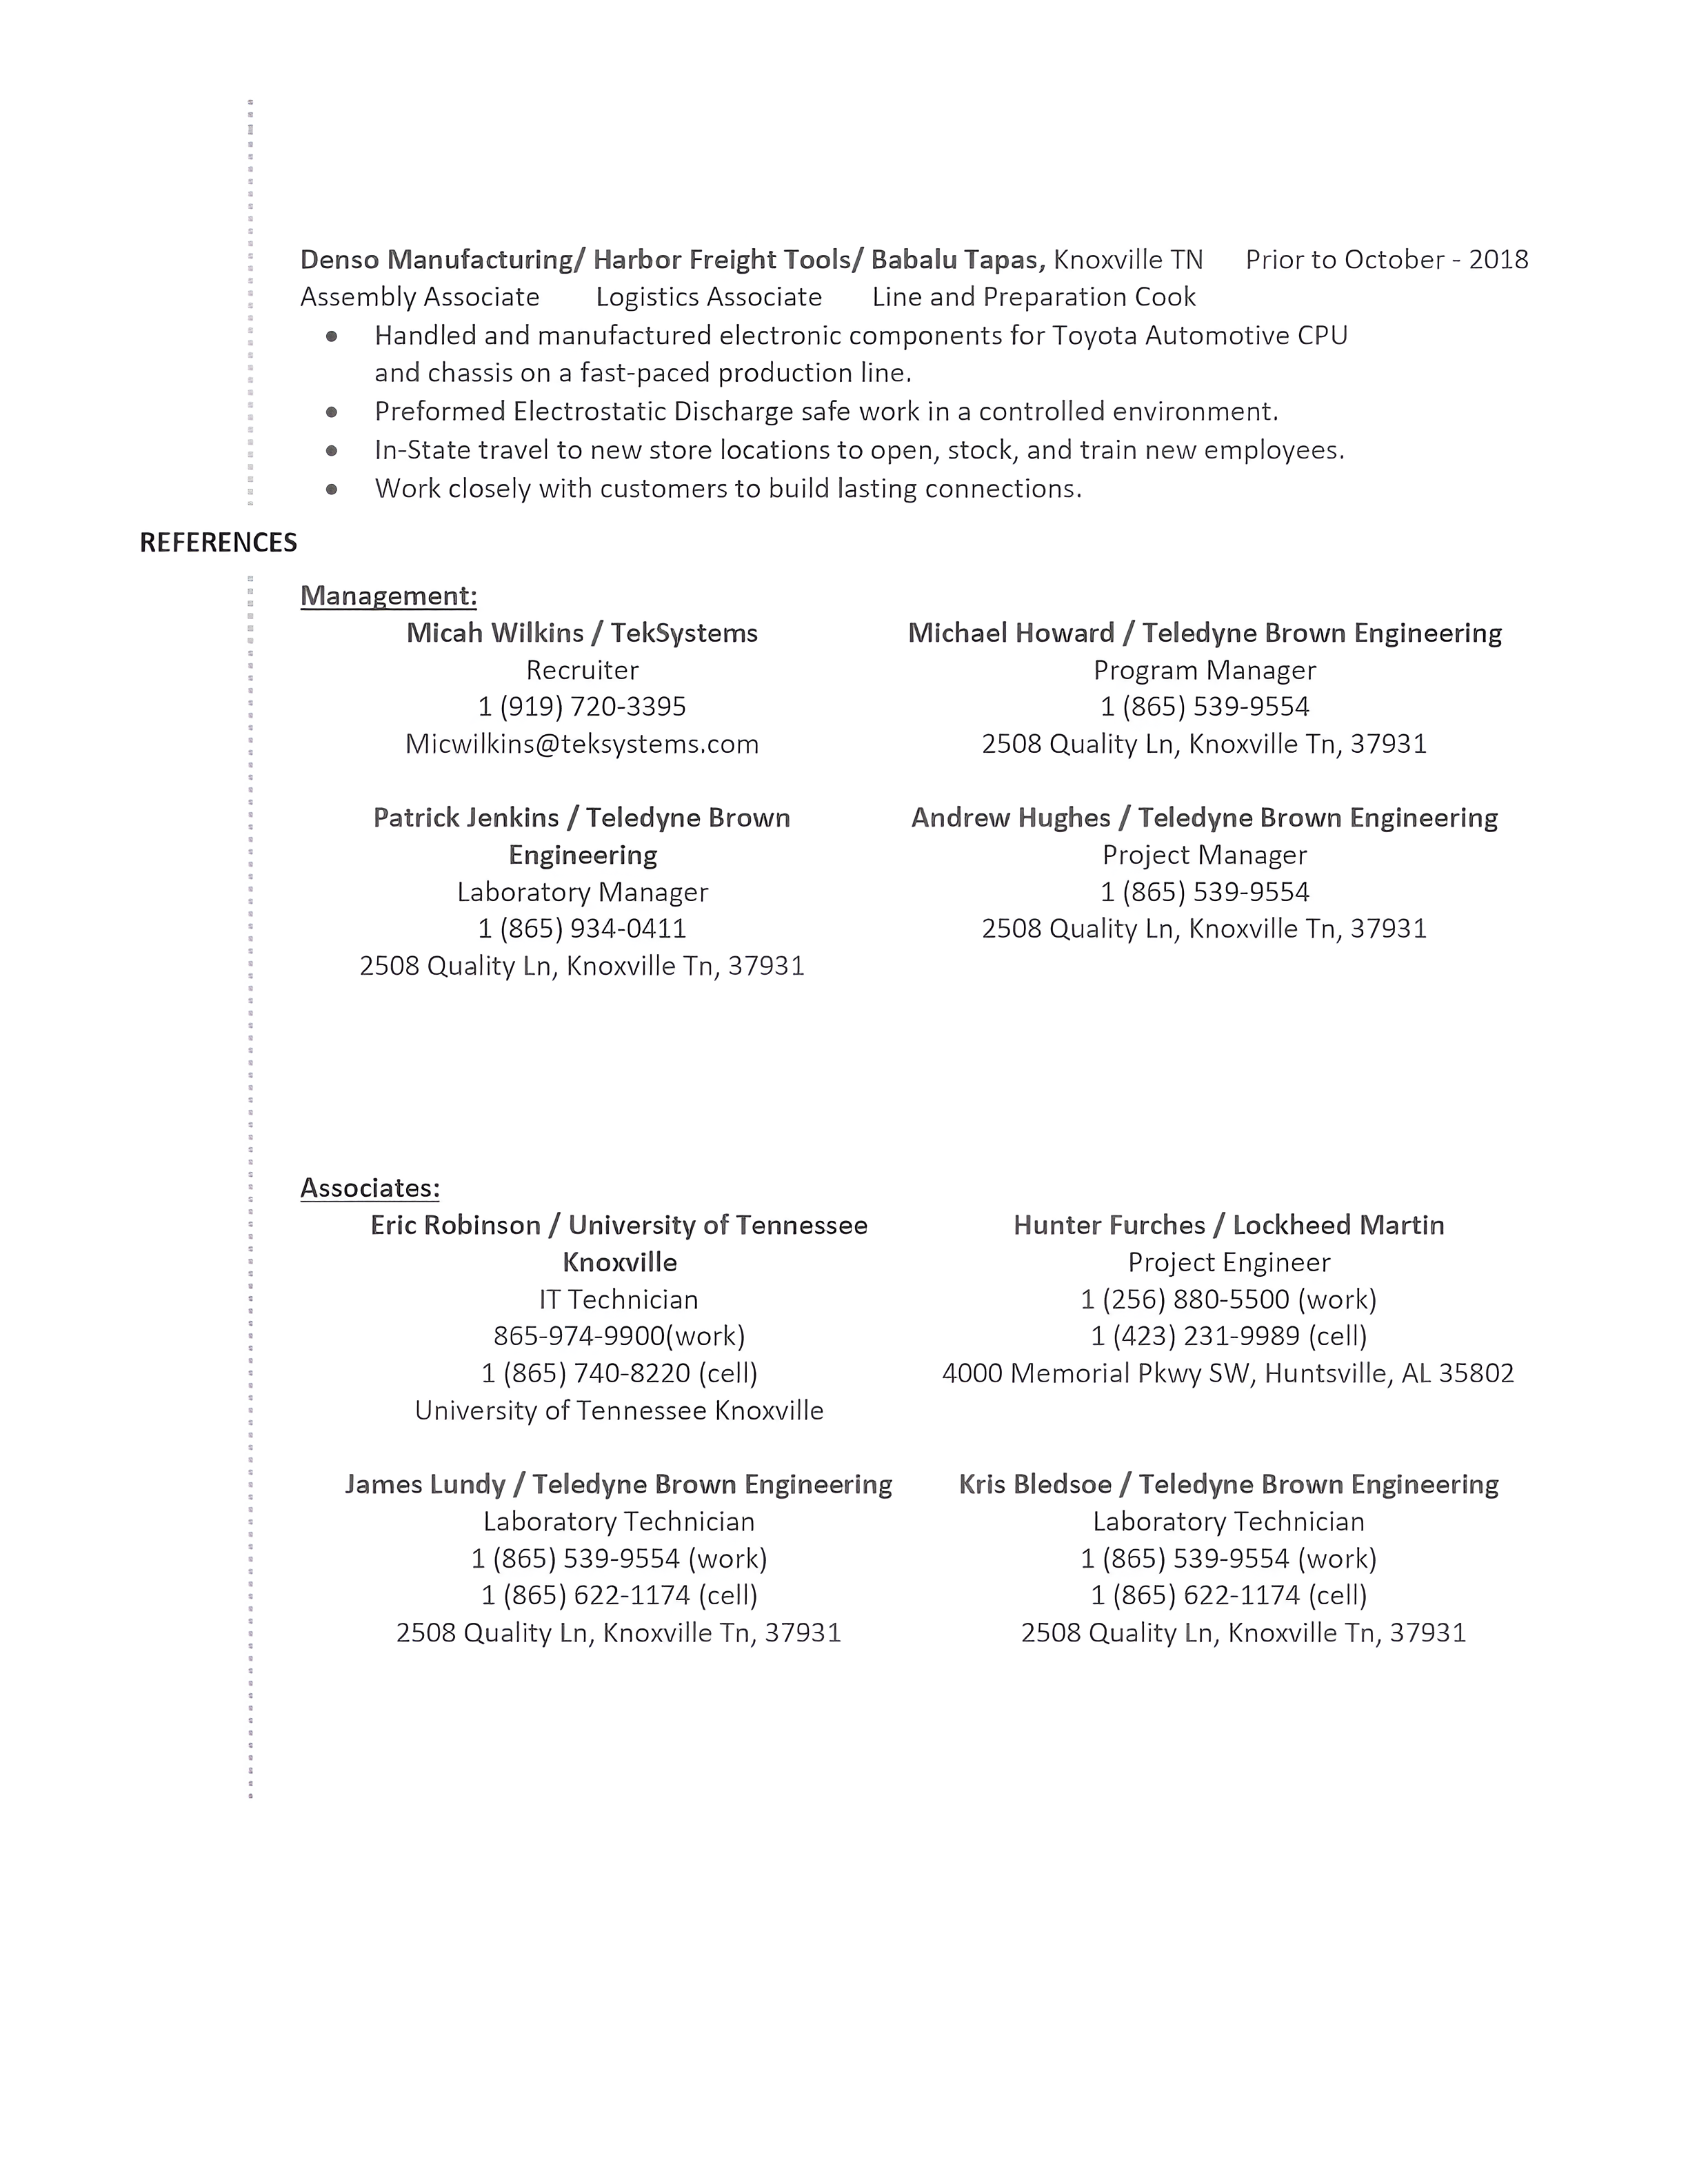 Denso Manufacturing/ Harbor Freight Tools/ Babalu Tapas, Knoxville TN Prior to October - 2018
Assembly Associate Logistics Associate Line and Preparation Cook
• Handled and manufactured electronic components for Toyota Automotive CPU
and chassis on a fast-paced production line.
• Preformed Electrostatic Discharge safe work in a controlled environment.
• In-State travel to new store locations to open, stock, and train new employees.
• Work closely with customers to build lasting connections.
REFERENCES
Management:
Micah Wilkins / TekSystems
Recruiter
1 (919) 720-3395
Micwilkins@teksystems.com
Michael Howard / Teledyne Brown Engineering
Program Manager
1 (865) 539-9554
2508 Quality Ln, Knoxville Tn, 37931
Patrick Jenkins / Teledyne Brown
Engineering
Laboratory Manager
1 (865) 934-0411
2508 Quality Ln, Knoxville Tn, 37931
Andrew Hughes / Teledyne Brown Engineering
Project Manager
1 (865) 539-9554
2508 Quality Ln, Knoxville Tn, 37931
Associates:
Eric Robinson / University of Tennessee
Knoxville
IT Technician
865-974-9900(work)
1 (865) 740-8220 (cell)
University of Tennessee Knoxville
Hunter Furches / Lockheed Martin
Project Engineer
1 (256) 880-5500 (work)
1 (423) 231-9989 (cell)
4000 Memorial Pkwy SW, Huntsville, AL 35802
James Lundy / Teledyne Brown Engineering
Laboratory Technician
1 (865) 539-9554 (work)
1 (865) 622-1174 (cell)
2508 Quality Ln, Knoxville Tn, 37931
Kris Bledsoe / Teledyne Brown Engineering
Laboratory Technician
1 (865) 539-9554 (work)
1 (865) 622-1174 (cell)
2508 Quality Ln, Knoxville Tn, 37931